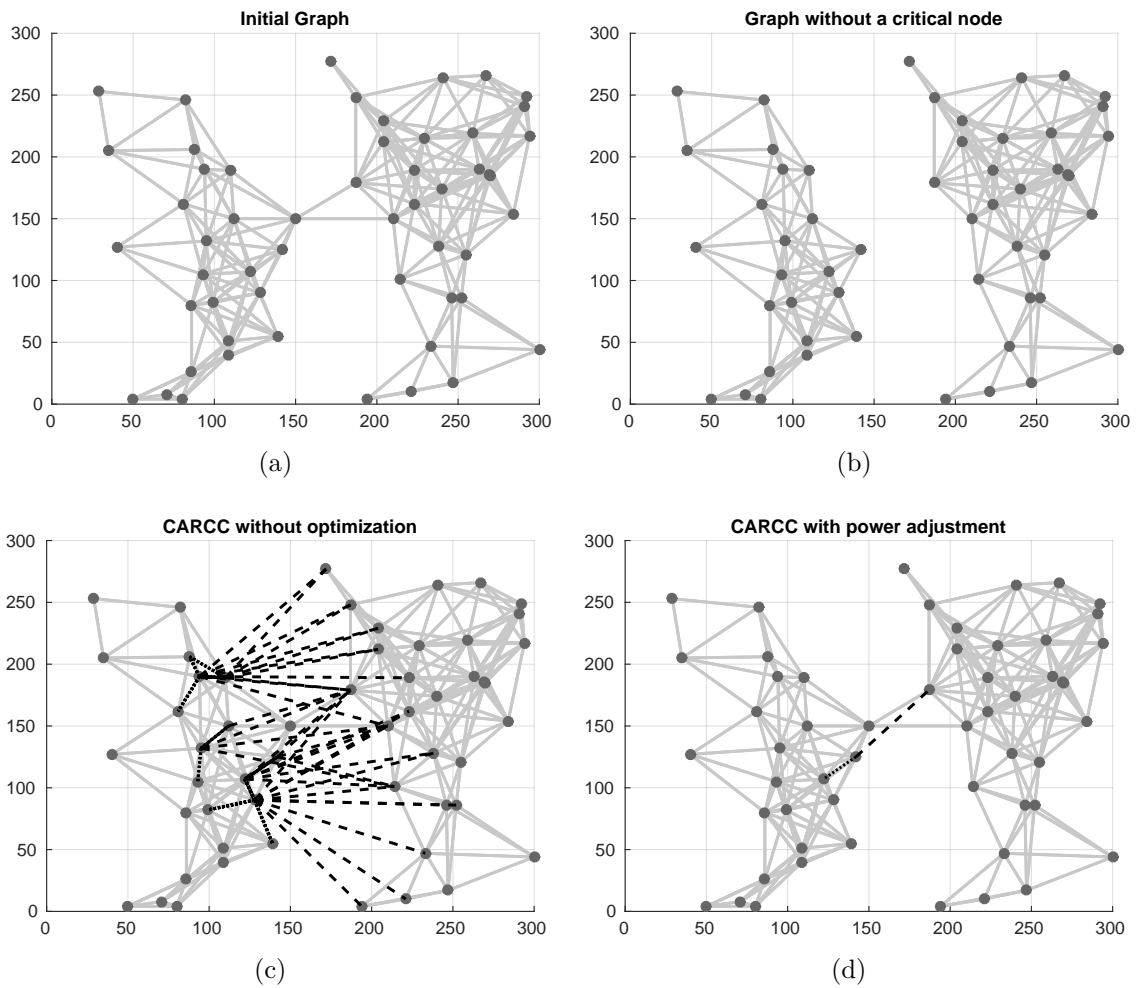 Initial Graph
300
250
200
150
100
50
0
0 50 100 150 200 250 300
(a)
Graph without a critical node
300
250
200
150
100
50
0
0 50 100 150 200 250 300
(b)
CARCC without optimization
300
250
200
150
100
50
0
0 50 100 150 200 250 300
(c)
CARCC with power adjustment
300
250
200
150
100
50
0
0 50 100 150 200 250 300
(d)